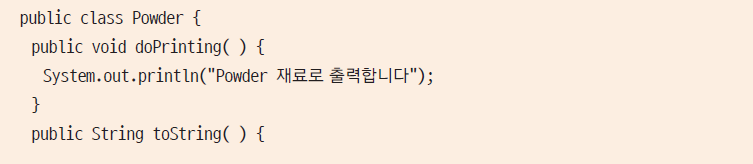 public class Powder {
public void doPrinting( ) {
System.out.println("Powder 재료로 출력합니다");
}
public String toString( ) {